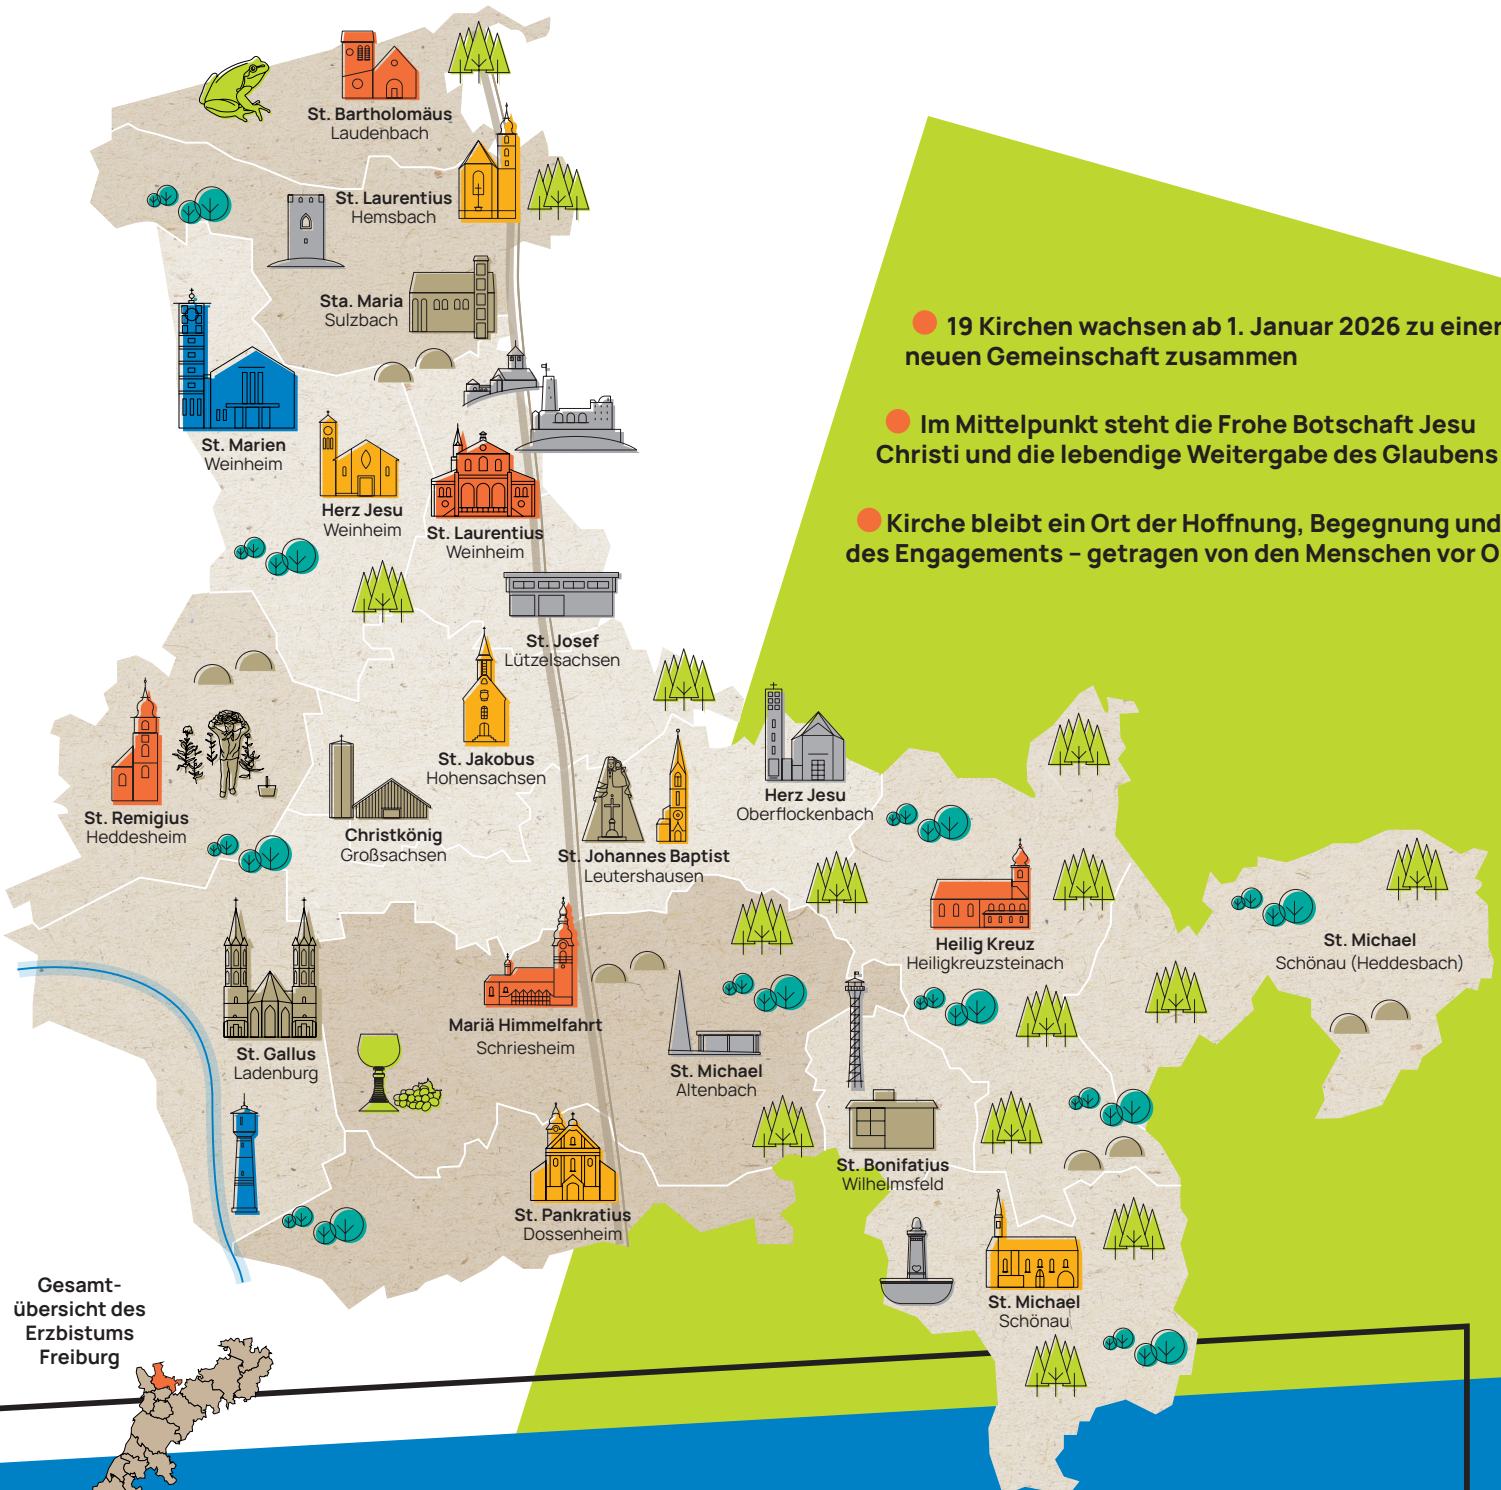 St. Bartholomäus
Laudenbach
St. Laurentius
Hemsbach
Sta. Maria
Sulzbach
19 Kirchen wachsen ab 1. Januar 2026 zu einer
neuen Gemeinschaft zusammen
Im Mittelpunkt steht die Frohe Botschaft Jesu
Christi und die lebendige Weitergabe des Glaubens
Kirche bleibt ein Ort der Hoffnung, Begegnung und
des Engagements – getragen von den Menschen vor O
St. Marien
Weinheim
Herz Jesu
Weinheim
St. Laurentius
Weinheim
St. Josef
Lützelsachsen
St. Jakobus
Hohensachsen
St. Remigius
Heddesheim
Christkönig
Großsachsen
St. Johannes Baptist
Leutershausen
Herz Jesu
Oberflockenbach
Heilig Kreuz
Heiligkreuzsteinach
St. Michael
Schönau (Heddesbach)
St. Gallus
Ladenburg
Mariä Himmelfahrt
Schriesheim
St. Michael
Altenbach
St. Bonifatius
Wilhelmsfeld
St. Pankratius
Dossenheim
St. Michael
Schönau
Gesamt-
übersicht des
Erzbistums
Freiburg